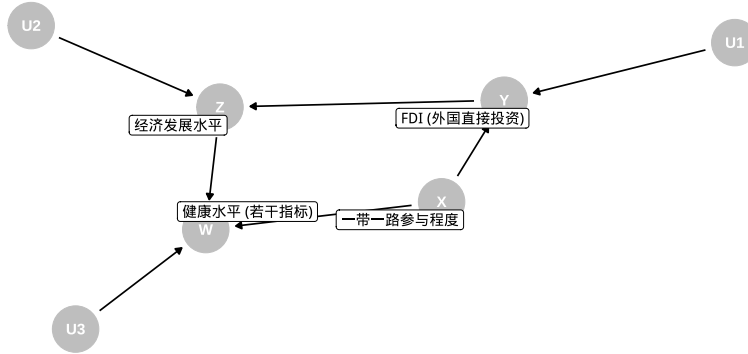 U2
U1
Z
经济发展水平
Y
FDI (外国直接投资)
健康水平 (若干指标)
W
X
一带一路参与程度
U3